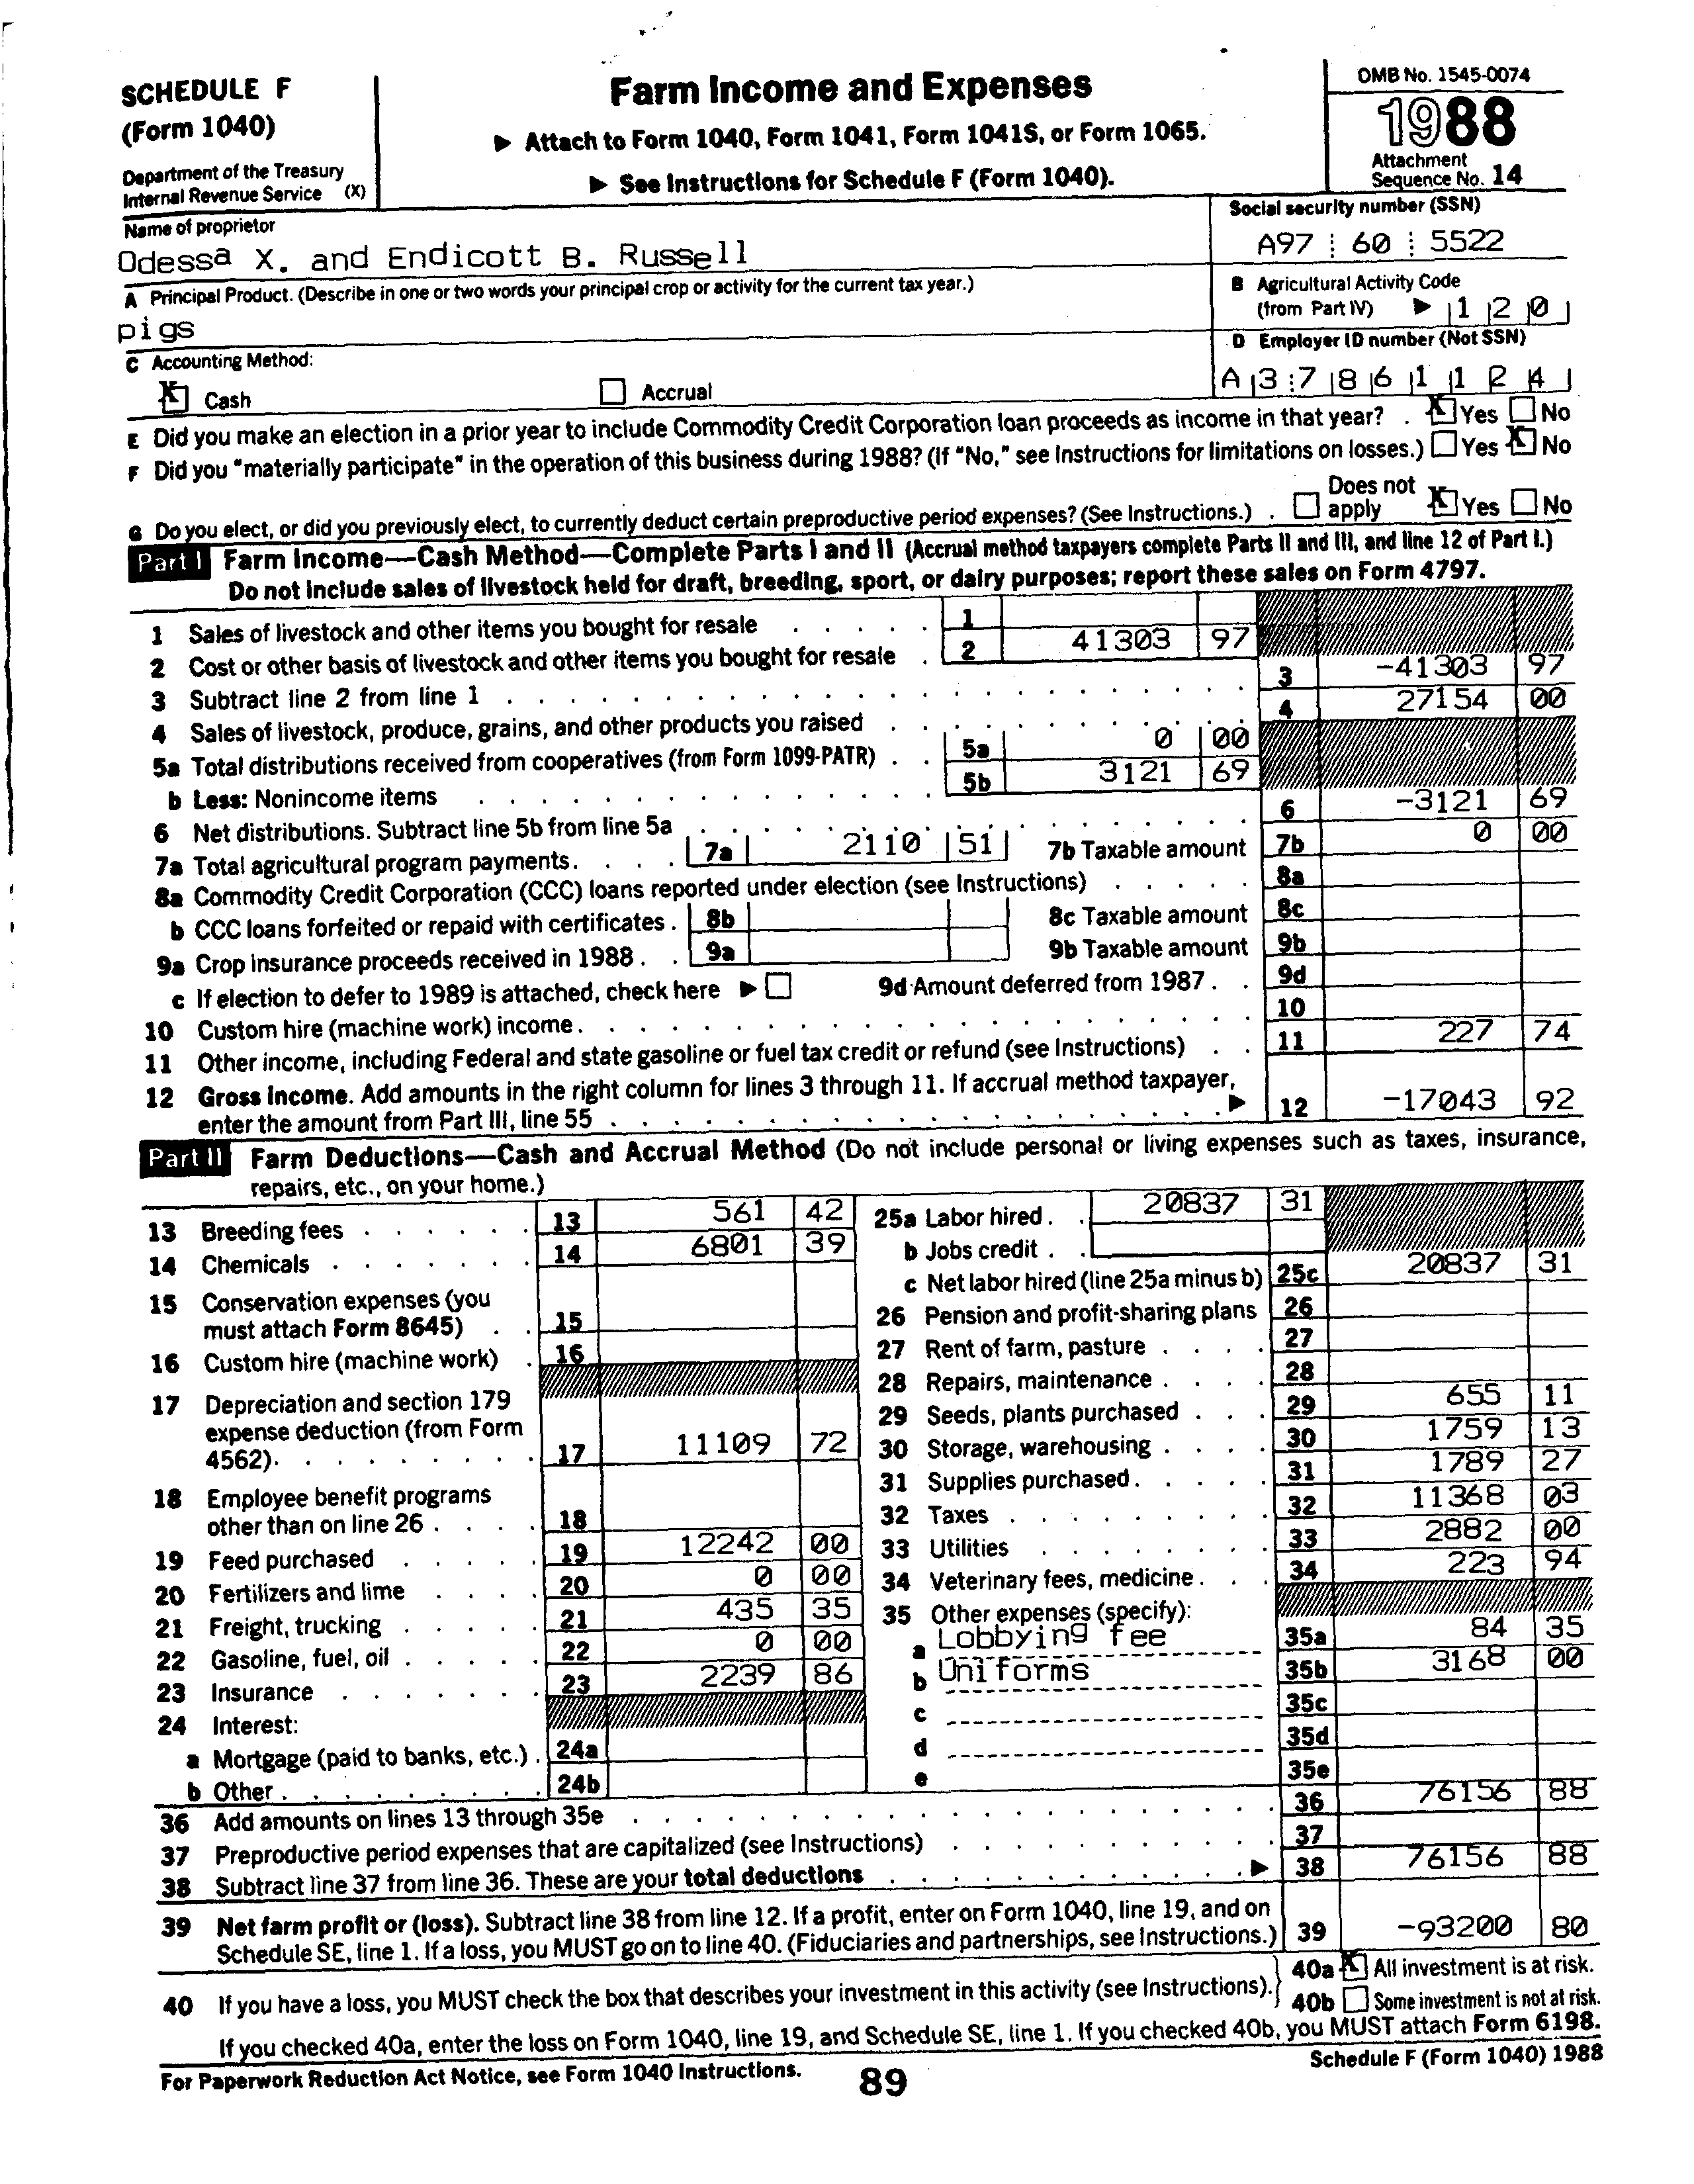 SCHEDULE F
(Form 1040)
Department of the Treasury
Internal Revenue Service (X)
Farm Income and Expenses
▶ Attach to Form 1040, Form 1041, Form 1041S, or Form 1065.
▶ See Instructions for Schedule F (Form 1040).
OMB No. 1545-0074
1988
Attachment
Sequence No. 14
Name of proprietor
Odessa X. and Endicott B. Russell
Social security number (SSN)
A97 60 5522
A Principal Product. (Describe in one or two words your principal crop or activity for the current tax year.)
pigs
B Agricultural Activity Code
(from Part IV) ▶ 1 2 0
C Accounting Method:
X Cash Accrual
D Employer ID number (Not SSN)
A 3 7 8 6 1 1 2 4
E Did you make an election in a prior year to include Commodity Credit Corporation loan proceeds as income in that year? . X Yes No
F Did you "materially participate" in the operation of this business during 1988? (If "No," see Instructions for limitations on losses.) Yes X No
G Do you elect, or did you previously elect, to currently deduct certain preproductive period expenses? (See Instructions.) . Does not apply X Yes No
Part I Farm Income—Cash Method—Complete Parts I and II (Accrual method taxpayers complete Parts II and III, and line 12 of Part I.)
Do not include sales of livestock held for draft, breeding, sport, or dairy purposes; report these sales on Form 4797.
1 Sales of livestock and other items you bought for resale 1
2 Cost or other basis of livestock and other items you bought for resale 2 41303 97
3 Subtract line 2 from line 1 3 -41303 97
4 Sales of livestock, produce, grains, and other products you raised 4 27154 00
5a Total distributions received from cooperatives (from Form 1099-PATR) 5a 0 00
b Less: Nonincome items 5b 3121 69
6 Net distributions. Subtract line 5b from line 5a 6 -3121 69
7a Total agricultural program payments. 7a 2110 51 7b Taxable amount 7b 0 00
8a Commodity Credit Corporation (CCC) loans reported under election (see Instructions) 8a
b CCC loans forfeited or repaid with certificates . 8b 8c Taxable amount 8c
9a Crop insurance proceeds received in 1988 . 9a 9b Taxable amount 9b
c If election to defer to 1989 is attached, check here ▶ 9d Amount deferred from 1987 . 9d
10 Custom hire (machine work) income. 10
11 Other income, including Federal and state gasoline or fuel tax credit or refund (see Instructions) 11 227 74
12 Gross Income. Add amounts in the right column for lines 3 through 11. If accrual method taxpayer,
enter the amount from Part III, line 55 ▶ 12 -17043 92
Part II Farm Deductions—Cash and Accrual Method (Do not include personal or living expenses such as taxes, insurance,
repairs, etc., on your home.)
13 Breeding fees 13 561 42
14 Chemicals 14 6801 39
15 Conservation expenses (you
must attach Form 8645) 15
16 Custom hire (machine work) 16
17 Depreciation and section 179
expense deduction (from Form
4562). 17 11109 72
18 Employee benefit programs
other than on line 26 18
19 Feed purchased 19 12242 00
20 Fertilizers and lime 20 0 00
21 Freight, trucking 21 435 35
22 Gasoline, fuel, oil 22 0 00
23 Insurance 23 2239 86
24 Interest:
a Mortgage (paid to banks, etc.) . 24a
b Other 24b
25a Labor hired . 20837 31
b Jobs credit .
c Net labor hired (line 25a minus b) 25c 20837 31
26 Pension and profit-sharing plans 26
27 Rent of farm, pasture 27
28 Repairs, maintenance 28
29 Seeds, plants purchased 29 655 11
30 Storage, warehousing 30 1759 13
31 Supplies purchased 31 1789 27
32 Taxes 32 11368 03
33 Utilities 33 2882 00
34 Veterinary fees, medicine 34 223 94
35 Other expenses (specify):
a Lobbying fee 35a 84 35
b Uniforms 35b 3168 00
c 35c
d 35d
e 35e
36 Add amounts on lines 13 through 35e 36 76156 88
37 Preproductive period expenses that are capitalized (see Instructions) 37
38 Subtract line 37 from line 36. These are your total deductions ▶ 38 76156 88
39 Net farm profit or (loss). Subtract line 38 from line 12. If a profit, enter on Form 1040, line 19, and on
Schedule SE, line 1. If a loss, you MUST go on to line 40. (Fiduciaries and partnerships, see Instructions.) 39 -93200 80
40 If you have a loss, you MUST check the box that describes your investment in this activity (see Instructions). 40a X All investment is at risk.
40b Some investment is not at risk.
If you checked 40a, enter the loss on Form 1040, line 19, and Schedule SE, line 1. If you checked 40b, you MUST attach Form 6198.
For Paperwork Reduction Act Notice, see Form 1040 Instructions. 89 Schedule F (Form 1040) 1988